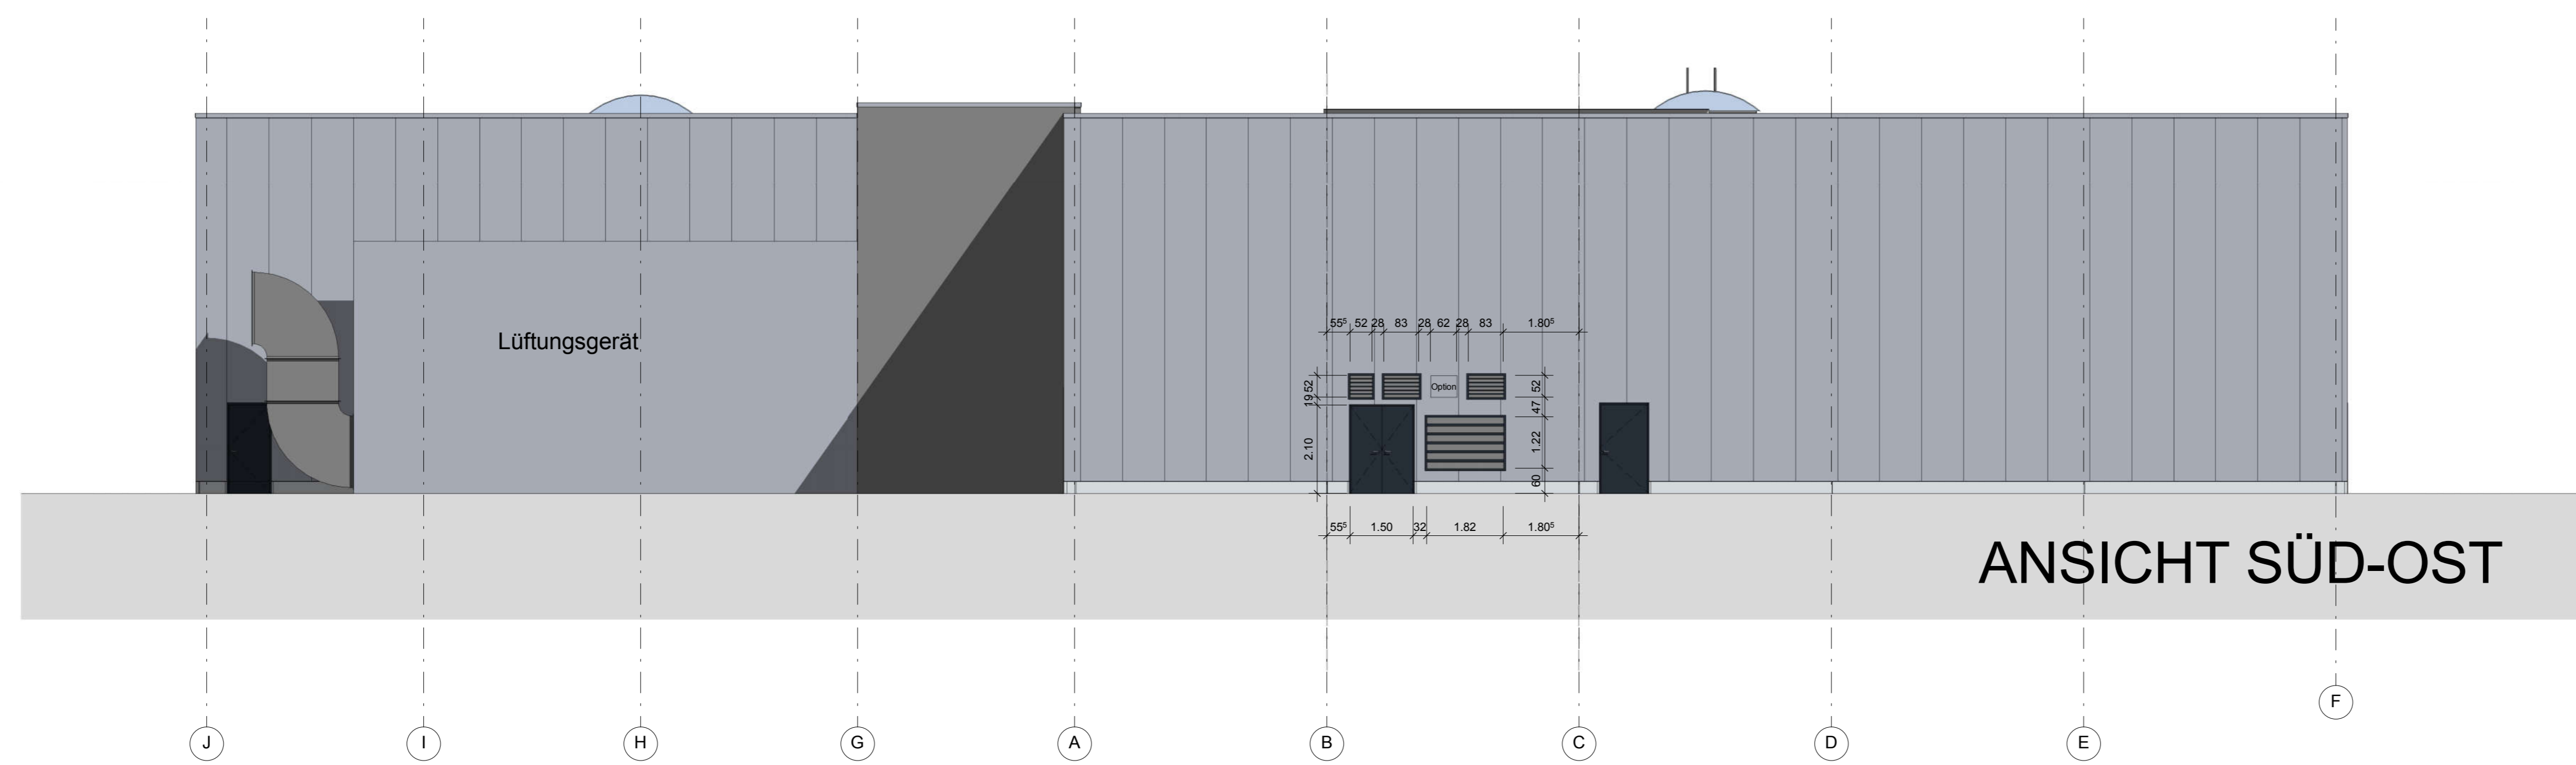 Lüftungsgerät
55⁵ 52 28 83 28 62 28 83 1.80⁵
52
19
2.10
Option
52
47
1.22
60
55⁵ 1.50 32 1.82 1.80⁵
ANSICHT SÜD-OST
F
J I H G A B C D E